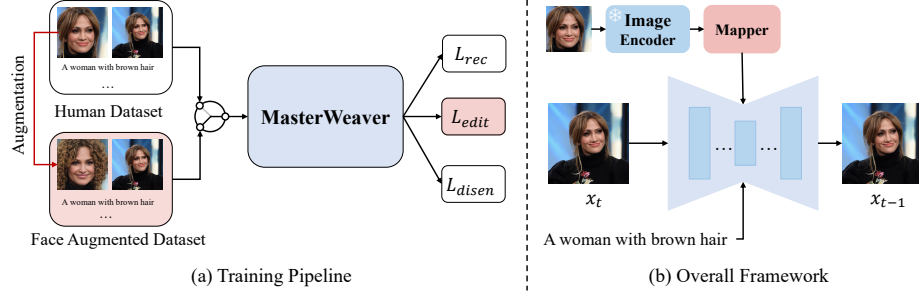 Augmentation
A woman with brown hair
...
Human Dataset
A woman with brown hair
...
Face Augmented Dataset
MasterWeaver
L_rec
L_edit
L_disen
(a) Training Pipeline
Image
Encoder
Mapper
...
...
x_t
x_{t-1}
A woman with brown hair
(b) Overall Framework